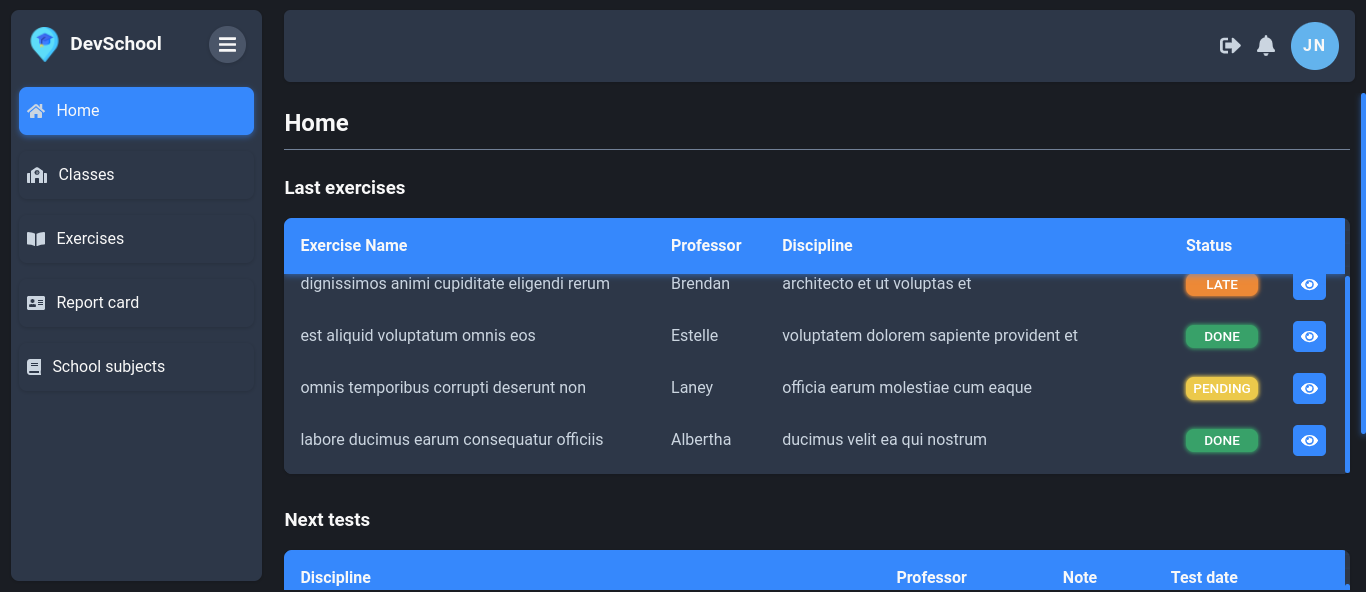 DevSchool
JN
Home
Classes
Exercises
Report card
School subjects
Home
Last exercises
Exercise Name Professor Discipline Status
dignissimos animi cupiditate eligendi rerum Brendan architecto et ut voluptas et LATE
est aliquid voluptatum omnis eos Estelle voluptatem dolorem sapiente provident et DONE
omnis temporibus corrupti deserunt non Laney officia earum molestiae cum eaque PENDING
labore ducimus earum consequatur officiis Albertha ducimus velit ea qui nostrum DONE
Next tests
Discipline Professor Note Test date